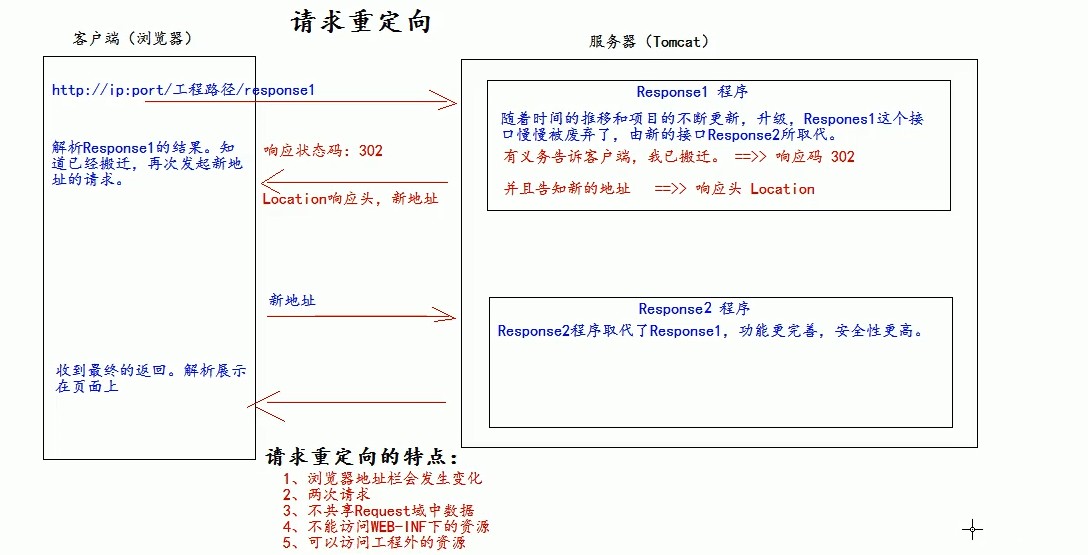 请求重定向
客户端（浏览器）
服务器（Tomcat）
http://ip:port/工程路径/response1
解析Response1的结果。知
道已经搬迁，再次发起新地
址的请求。
响应状态码：302
Location响应头，新地址
Response1 程序
随着时间的推移和项目的不断更新，升级，Respones1这个接
口慢慢被废弃了，由新的接口Response2所取代。
有义务告诉客户端，我已搬迁。 ==>> 响应码 302
并且告知新的地址 ==>> 响应头 Location
新地址
Response2 程序
Response2程序取代了Response1，功能更完善，安全性更高。
收到最终的返回。解析展示
在页面上
请求重定向的特点：
1、浏览器地址栏会发生变化
2、两次请求
3、不共享Request域中数据
4、不能访问WEB-INF下的资源
5、可以访问工程外的资源